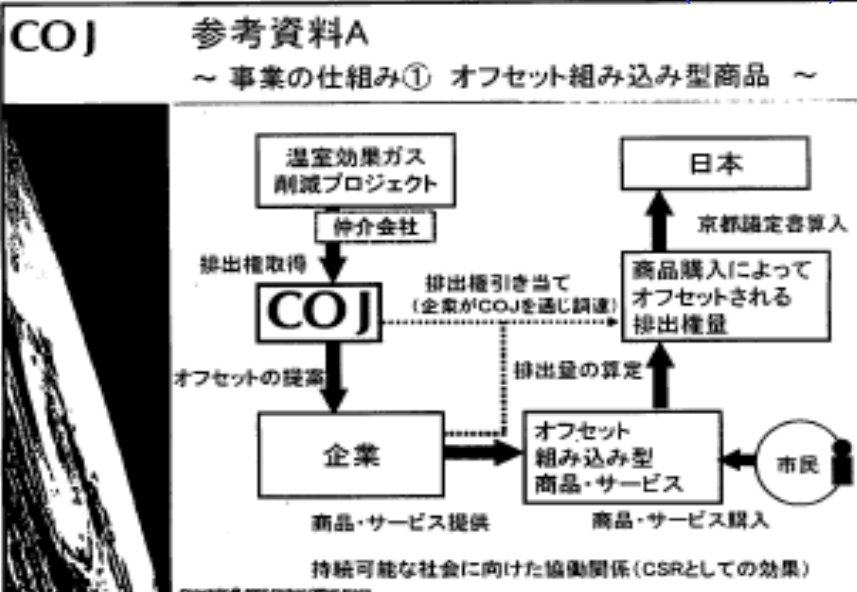 COJ
参考資料A
～ 事業の仕組み① オフセット組み込み型商品 ～
温室効果ガス
削減プロジェクト
仲介会社
排出権取得
COJ
オフセットの提案
企業
商品・サービス提供
排出権引き当て
(企業がCOJを通じ調達)
日本
京都議定書算入
商品購入によって
オフセットされる
排出権量
排出量の算定
オフセット
組み込み型
商品・サービス
市民
商品・サービス購入
持続可能な社会に向けた協働関係(CSRとしての効果)